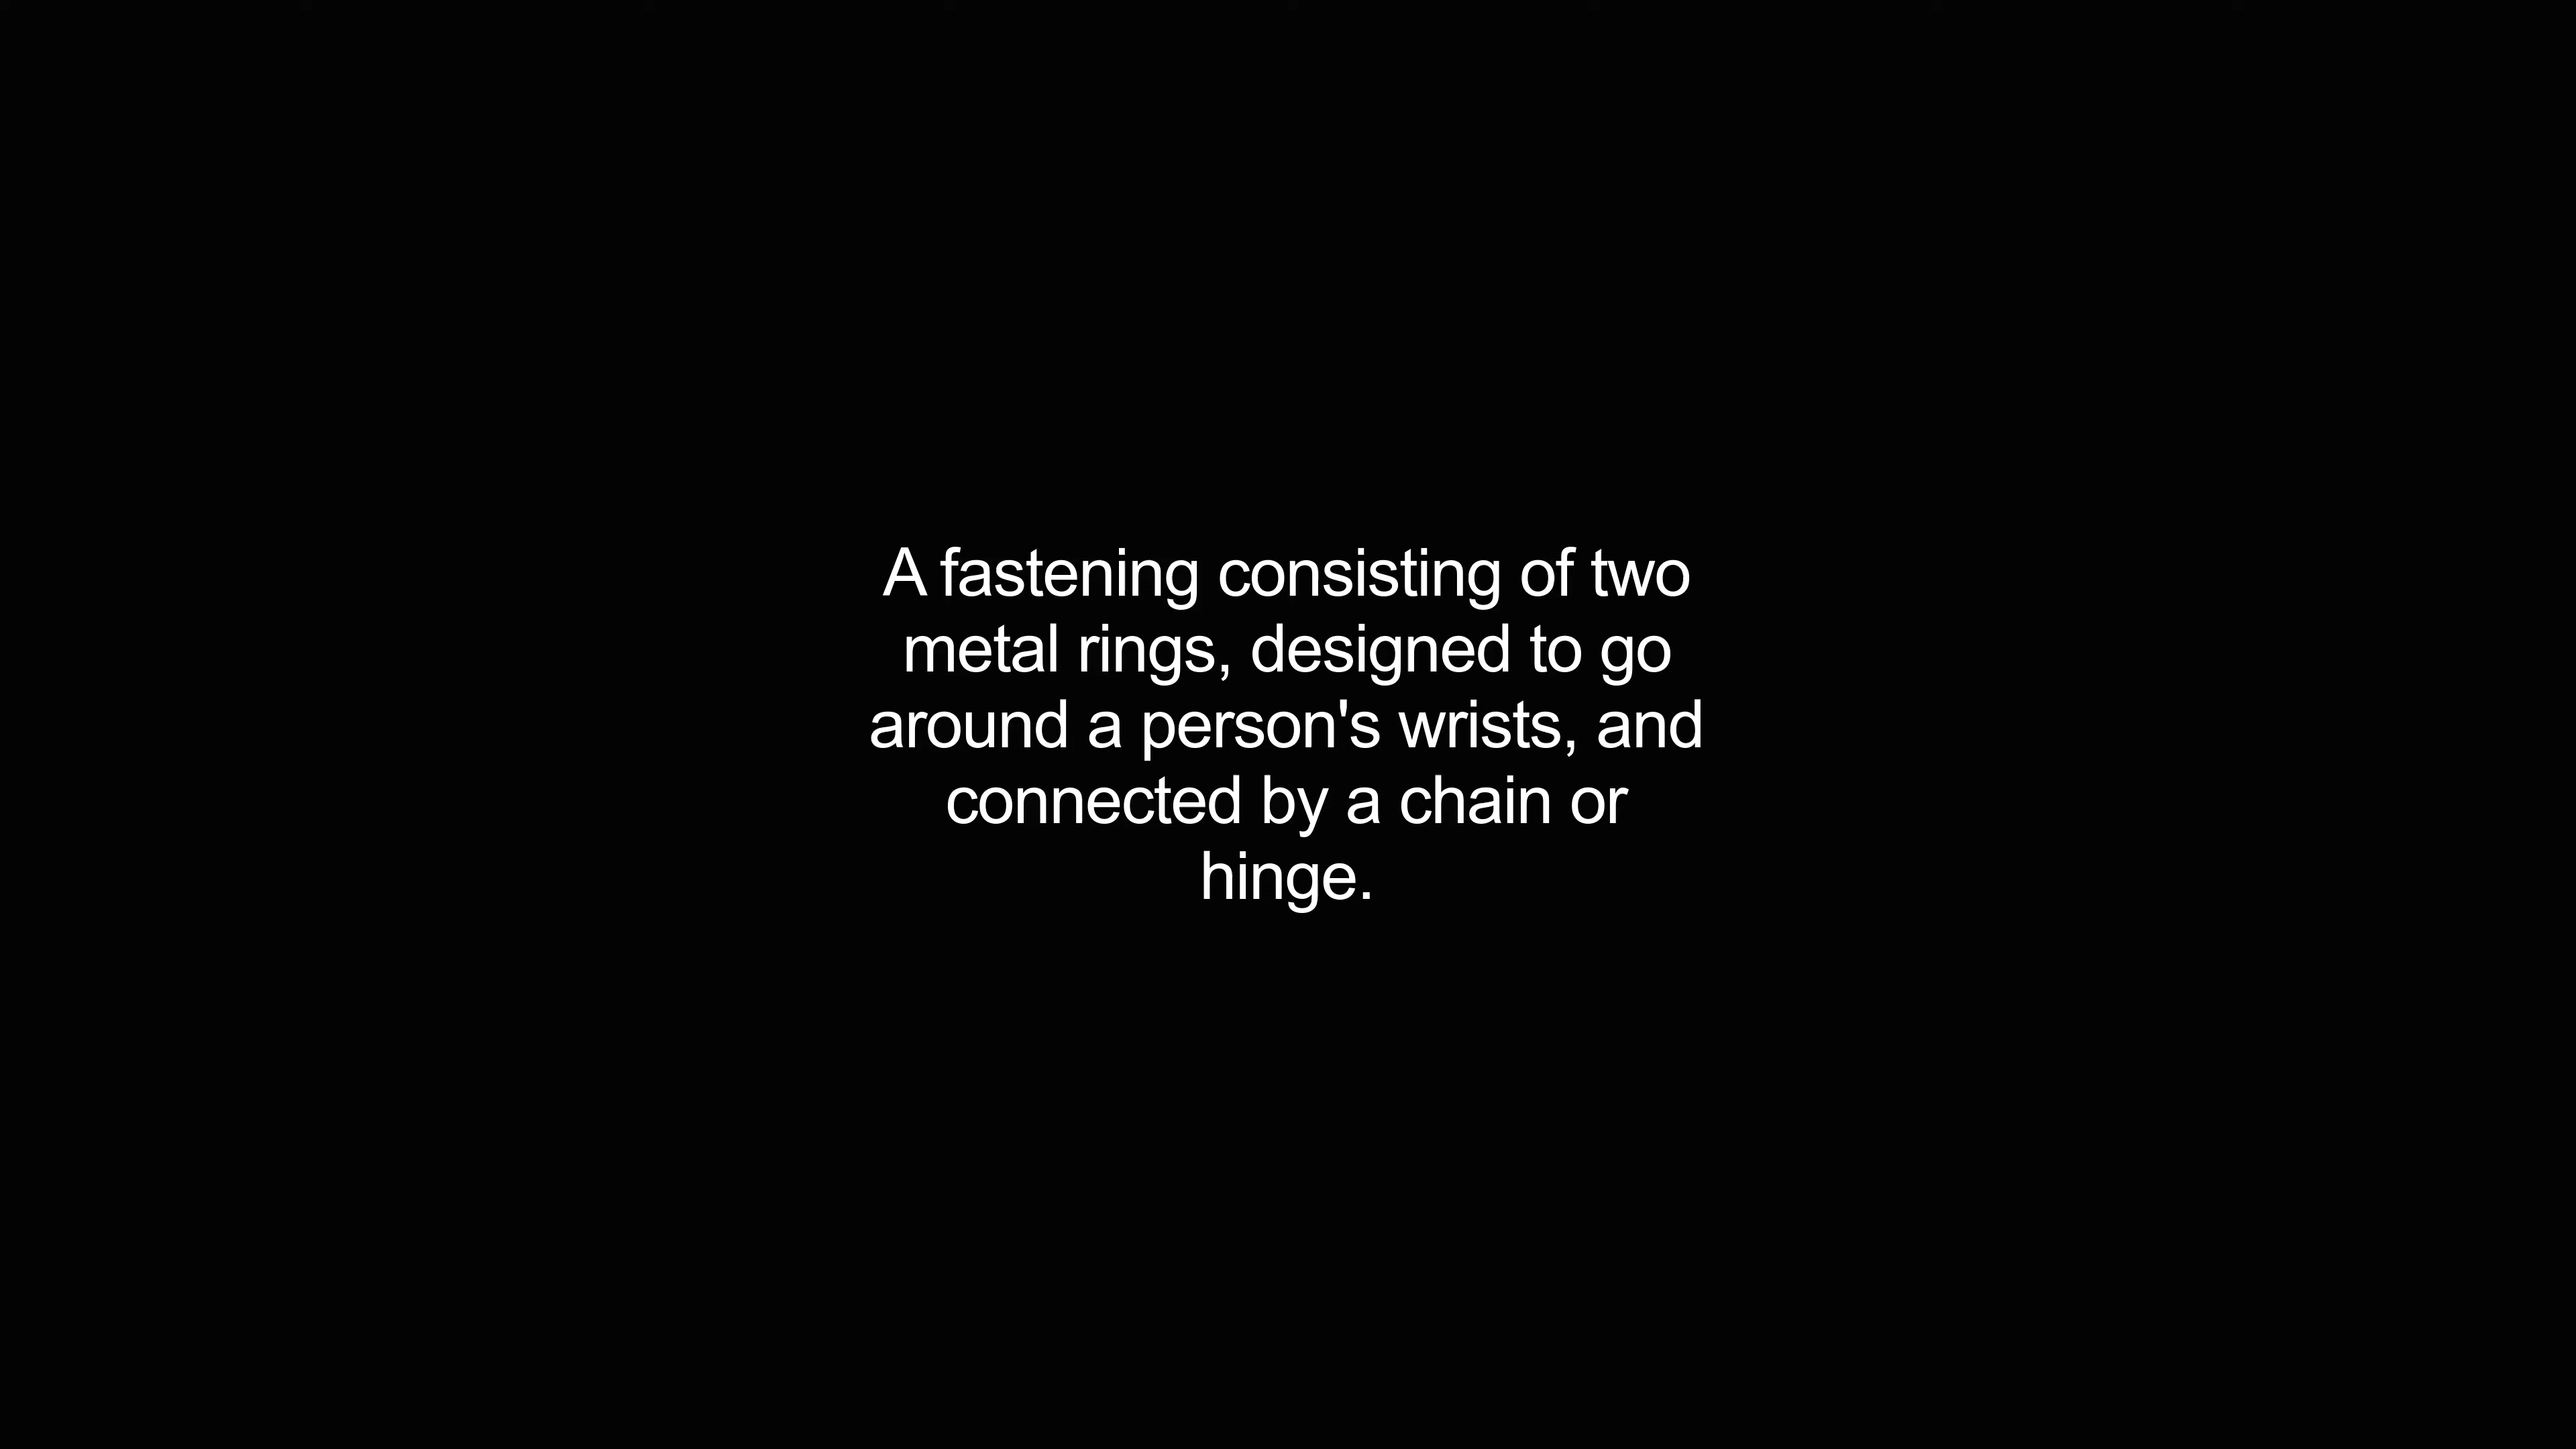 A fastening consisting of two
metal rings, designed to go
around a person's wrists, and
connected by a chain or
hinge.